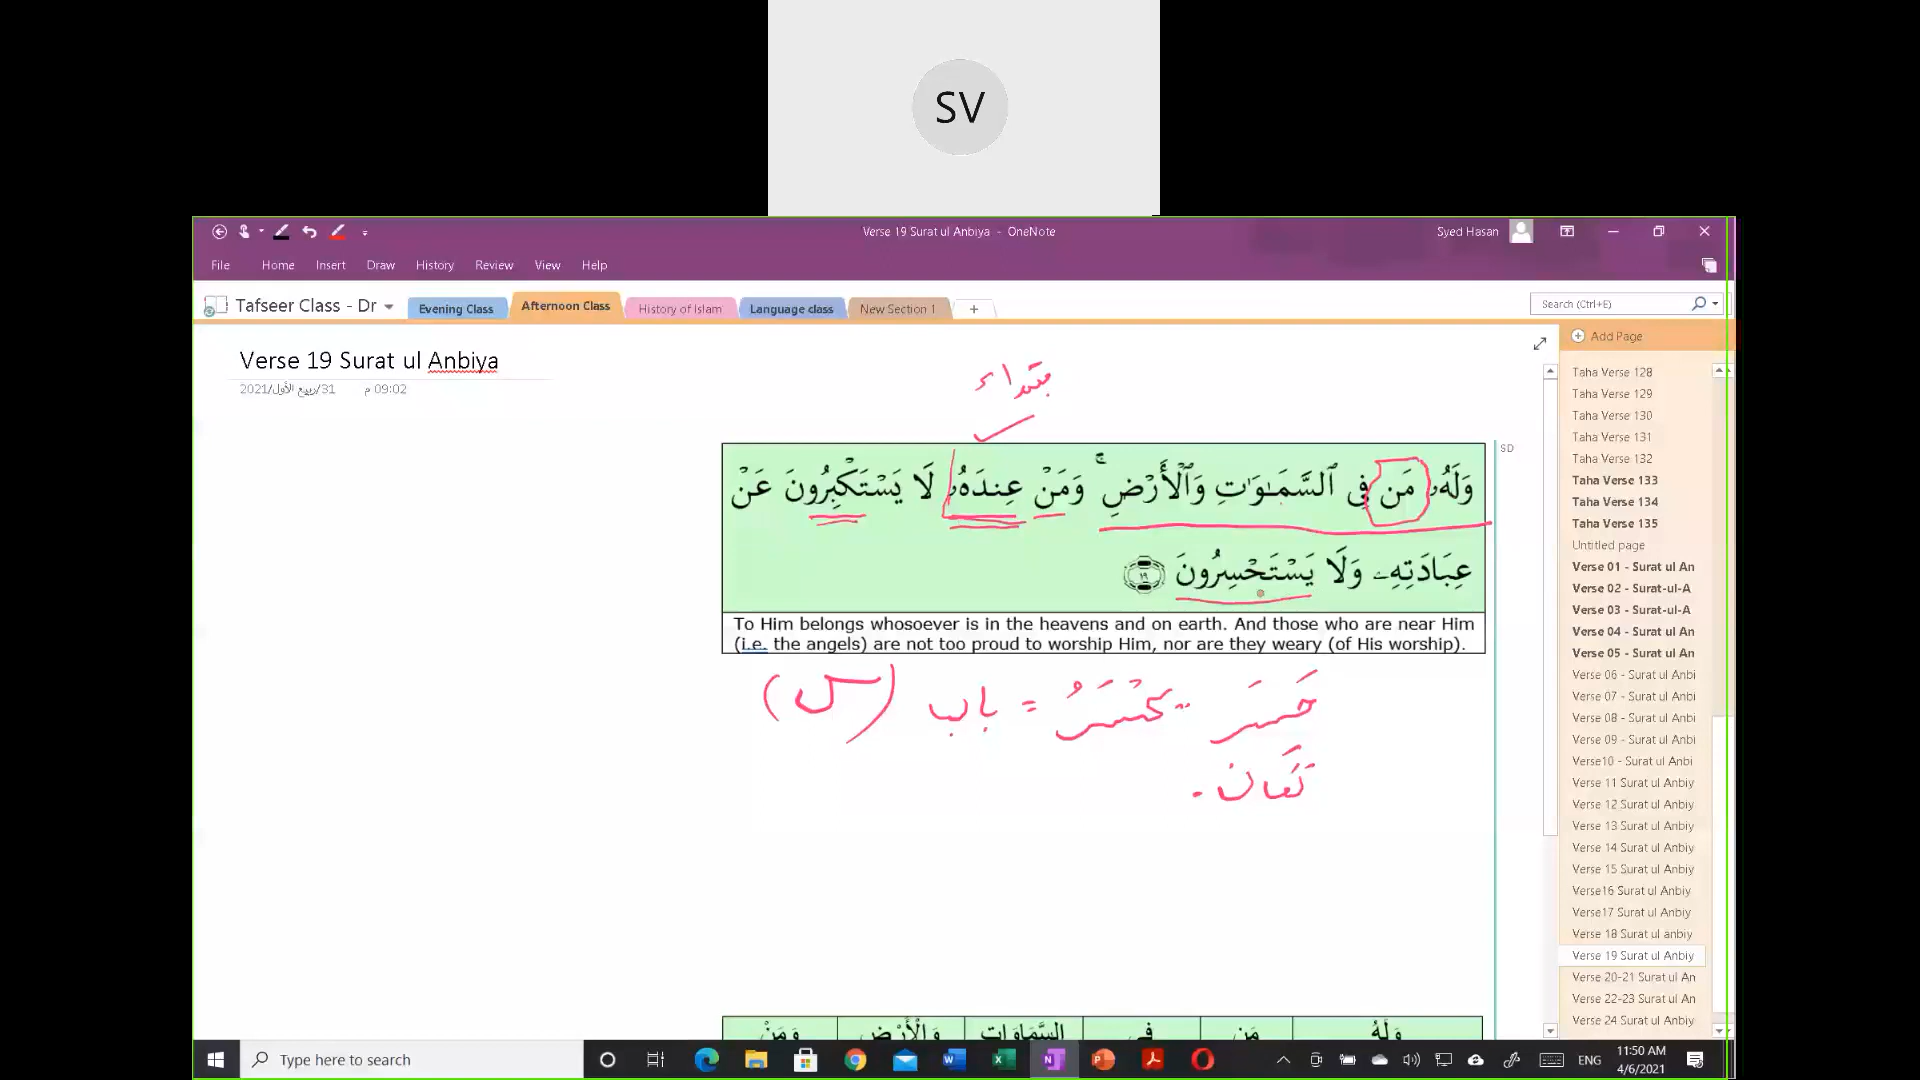 SV
Verse 19 Surat ul Anbiya - OneNote
Syed Hasan
File Home Insert Draw History Review View Help
Tafseer Class - Dr
Evening Class
Afternoon Class
History of Islam
Language class
New Section 1
Search (Ctrl+E)
Add Page
Verse 19 Surat ul Anbiya
31/ربيع الأول/2021 09:02 م
SD
وَلَهُۥ مَن فِى ٱلسَّمَـٰوَٰتِ وَٱلْأَرْضِ ۚ وَمَنْ عِندَهُۥ لَا يَسْتَكْبِرُونَ عَنْ
عِبَادَتِهِۦ وَلَا يَسْتَحْسِرُونَ ١٩
To Him belongs whosoever is in the heavens and on earth. And those who are near Him
(i.e. the angels) are not too proud to worship Him, nor are they weary (of His worship).
حَسَرَ - يَحْسَرُ = باب (س)
وَلَهُ مَن فِي السَّمَاوَاتِ وَالْأَرْضِ وَمَنْ
Taha Verse 128
Taha Verse 129
Taha Verse 130
Taha Verse 131
Taha Verse 132
Taha Verse 133
Taha Verse 134
Taha Verse 135
Untitled page
Verse 01 - Surat ul An
Verse 02 - Surat-ul-A
Verse 03 - Surat-ul-A
Verse 04 - Surat ul An
Verse 05 - Surat ul An
Verse 06 - Surat ul Anbi
Verse 07 - Surat ul Anbi
Verse 08 - Surat ul Anbi
Verse 09 - Surat ul Anbi
Verse10 - Surat ul Anbi
Verse 11 Surat ul Anbiy
Verse 12 Surat ul Anbiy
Verse 13 Surat ul Anbiy
Verse 14 Surat ul Anbiy
Verse 15 Surat ul Anbiy
Verse16 Surat ul Anbiy
Verse17 Surat ul Anbiy
Verse 18 Surat ul anbiy
Verse 19 Surat ul Anbiy
Verse 20-21 Surat ul An
Verse 22-23 Surat ul An
Verse 24 Surat ul Anbiy
Type here to search
ENG
11:50 AM
4/6/2021